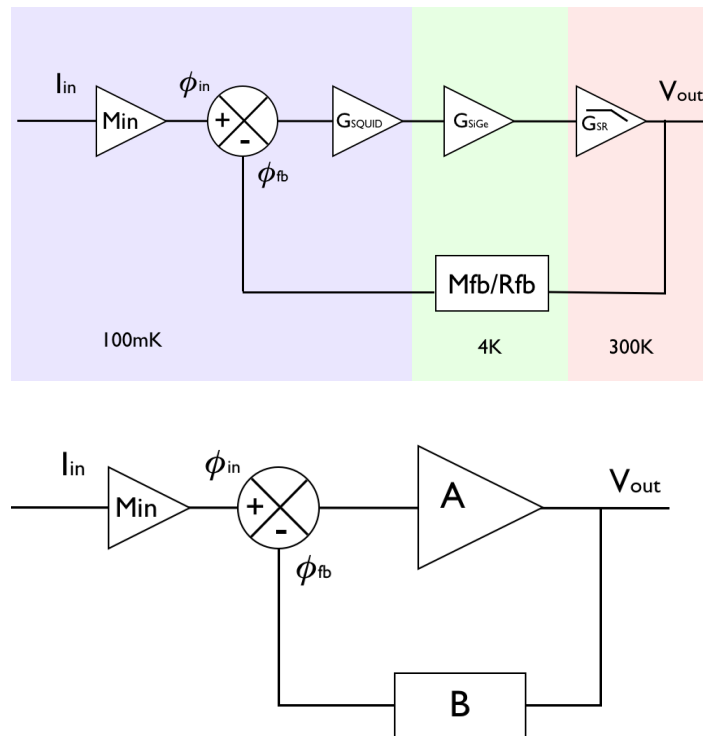 Iin
Min
ϕin
+
-
ϕfb
GSQUID
GSiGe
GSR
Vout
Mfb/Rfb
100mK
4K
300K
Iin
Min
ϕin
+
-
ϕfb
A
Vout
B